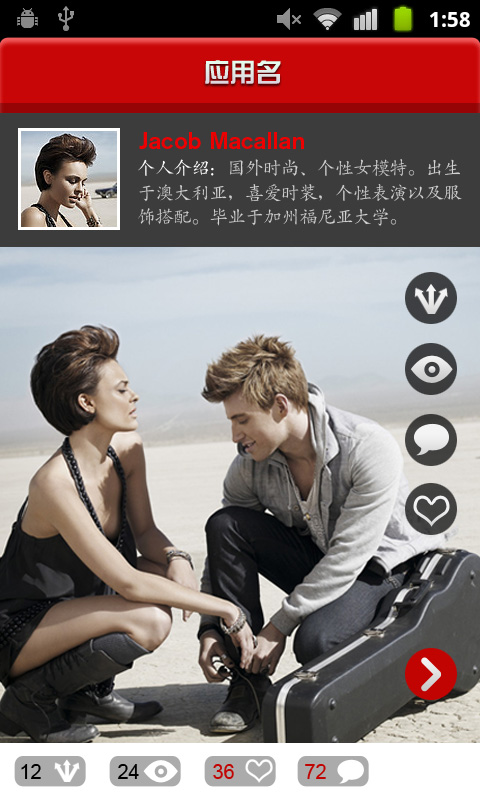 1:58
应用名
Jacob Macallan
个人介绍：国外时尚、个性女模特。出生
于澳大利亚，喜爱时装，个性表演以及服
饰搭配。毕业于加州福尼亚大学。
12 24 36 72